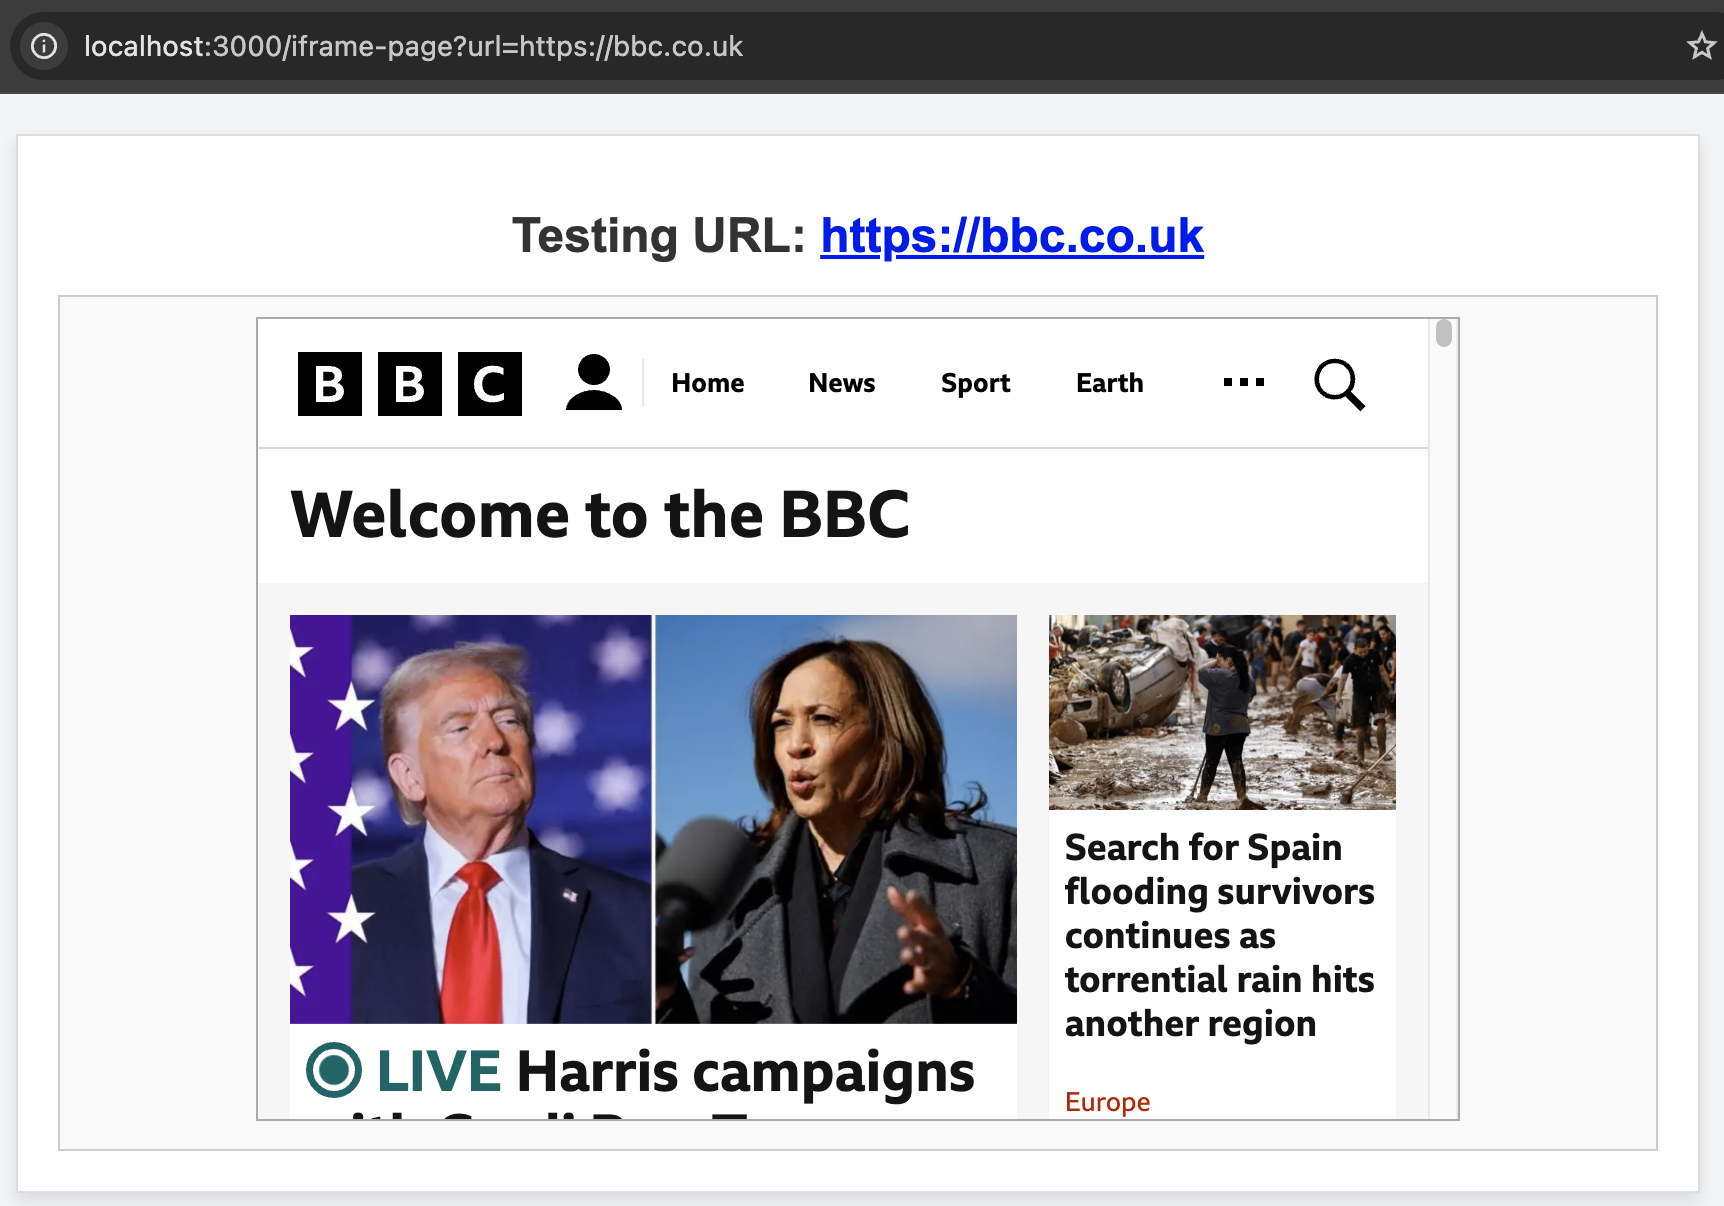 localhost:3000/iframe-page?url=https://bbc.co.uk
Testing URL: https://bbc.co.uk
BBC
Home News Sport Earth
Welcome to the BBC
LIVE Harris campaigns
Search for Spain
flooding survivors
continues as
torrential rain hits
another region
Europe